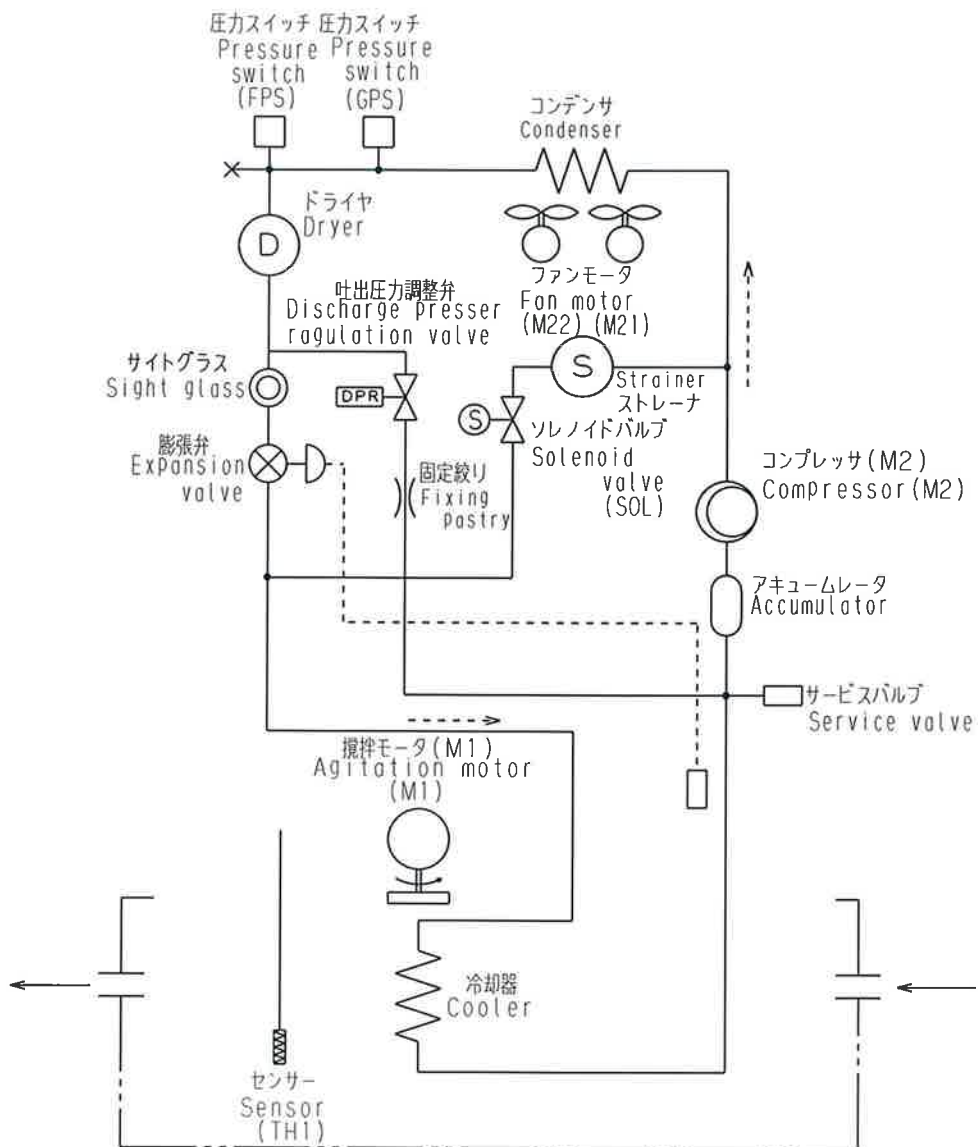 圧力スイッチ
Pressure
switch
(FPS)
圧力スイッチ
Pressure
switch
(GPS)
コンデンサ
Condenser
ドライヤ
Dryer
D
ファンモータ
Fan motor
(M22) (M21)
吐出圧力調整弁
Discharge presser
ragulation valve
サイトグラス
Sight glass
DPR
S
Strainer
ストレーナ
S
ソレノイドバルブ
Solenoid
valve
(SOL)
膨張弁
Expansion
valve
固定絞り
Fixing
pastry
コンプレッサ(M2)
Compressor(M2)
アキュームレータ
Accumulator
サービスバルブ
Service valve
撹拌モータ(M1)
Agitation motor
(M1)
冷却器
Cooler
センサー
Sensor
(TH1)